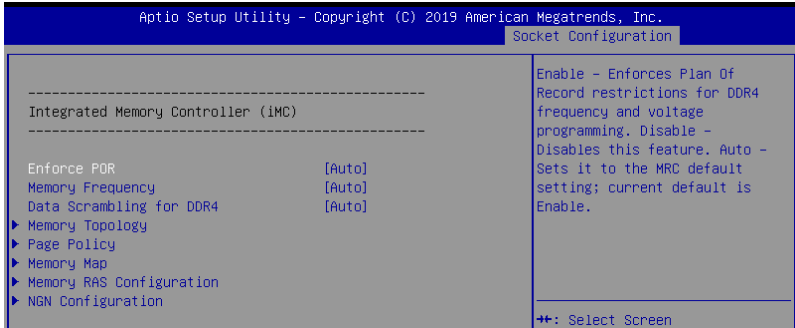 Aptio Setup Utility – Copyright (C) 2019 American Megatrends, Inc.
Socket Configuration
------------------------------------------------
Integrated Memory Controller (iMC)
------------------------------------------------
Enforce POR [Auto]
Memory Frequency [Auto]
Data Scrambling for DDR4 [Auto]
Memory Topology
Page Policy
Memory Map
Memory RAS Configuration
NGN Configuration
Enable – Enforces Plan Of
Record restrictions for DDR4
frequency and voltage
programming. Disable –
Disables this feature. Auto –
Sets it to the MRC default
setting; current default is
Enable.
→←: Select Screen